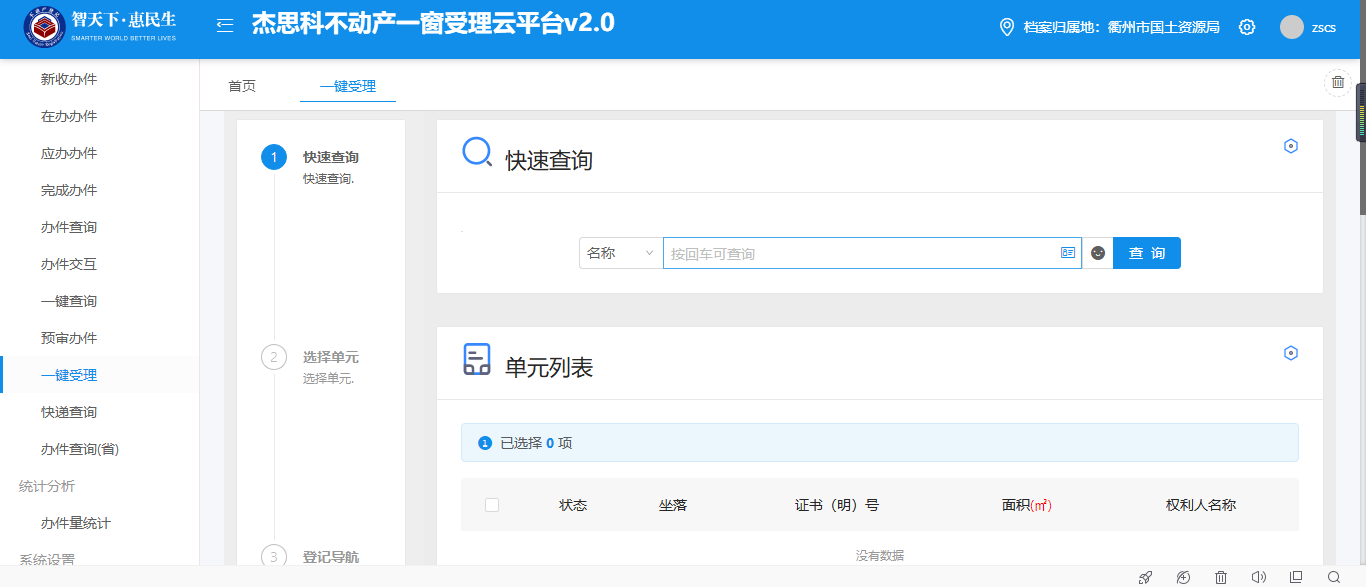 智天下·惠民生
SMARTER WORLD BETTER LIVES
杰思科不动产一窗受理云平台v2.0
档案归属地：衢州市国土资源局
zscs
新收办件
在办办件
应办办件
完成办件
办件查询
办件交互
一键查询
预审办件
一键受理
快递查询
办件查询(省)
统计分析
办件量统计
系统设置
首页
一键受理
1
快速查询
快速查询.
2
选择单元
选择单元.
3
登记导航
快速查询
名称
按回车可查询
查 询
单元列表
已选择 0 项
状态 坐落 证书（明）号 面积(㎡) 权利人名称
没有数据